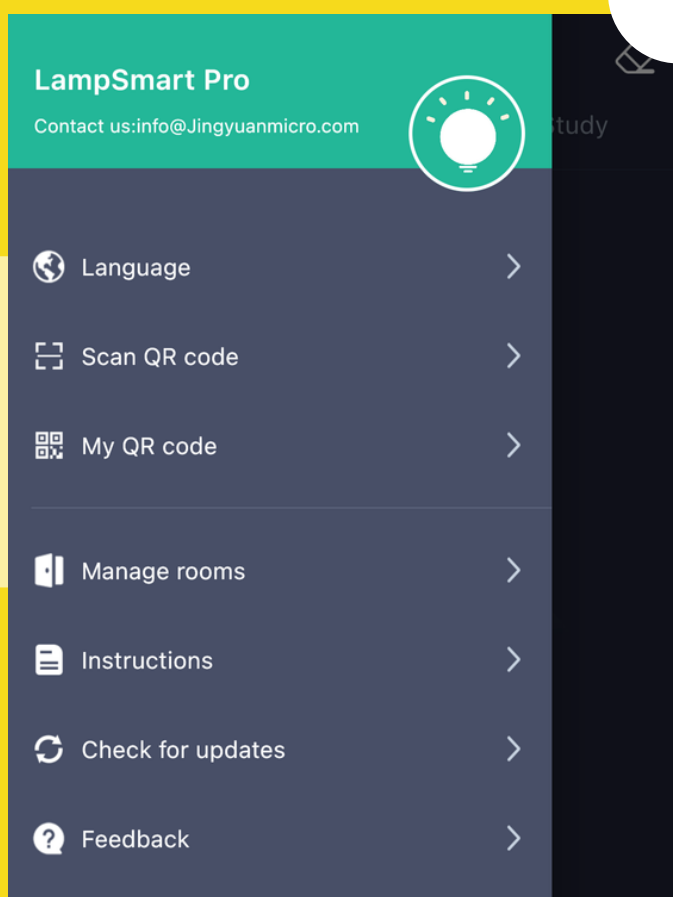 LampSmart Pro
Contact us:info@Jingyuanmicro.com
Study
Language
Scan QR code
My QR code
Manage rooms
Instructions
Check for updates
Feedback